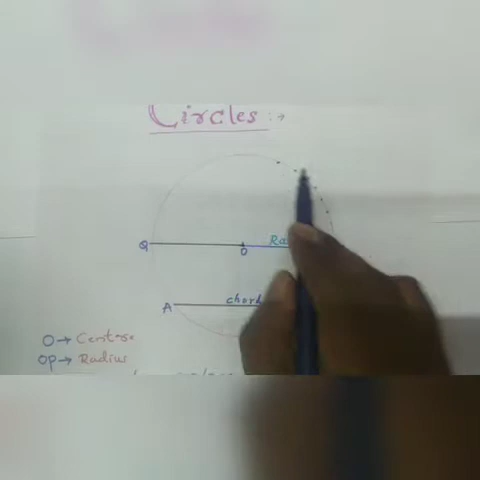 Circles :→
Q O Ra
A chord
O → Centre
OP → Radius